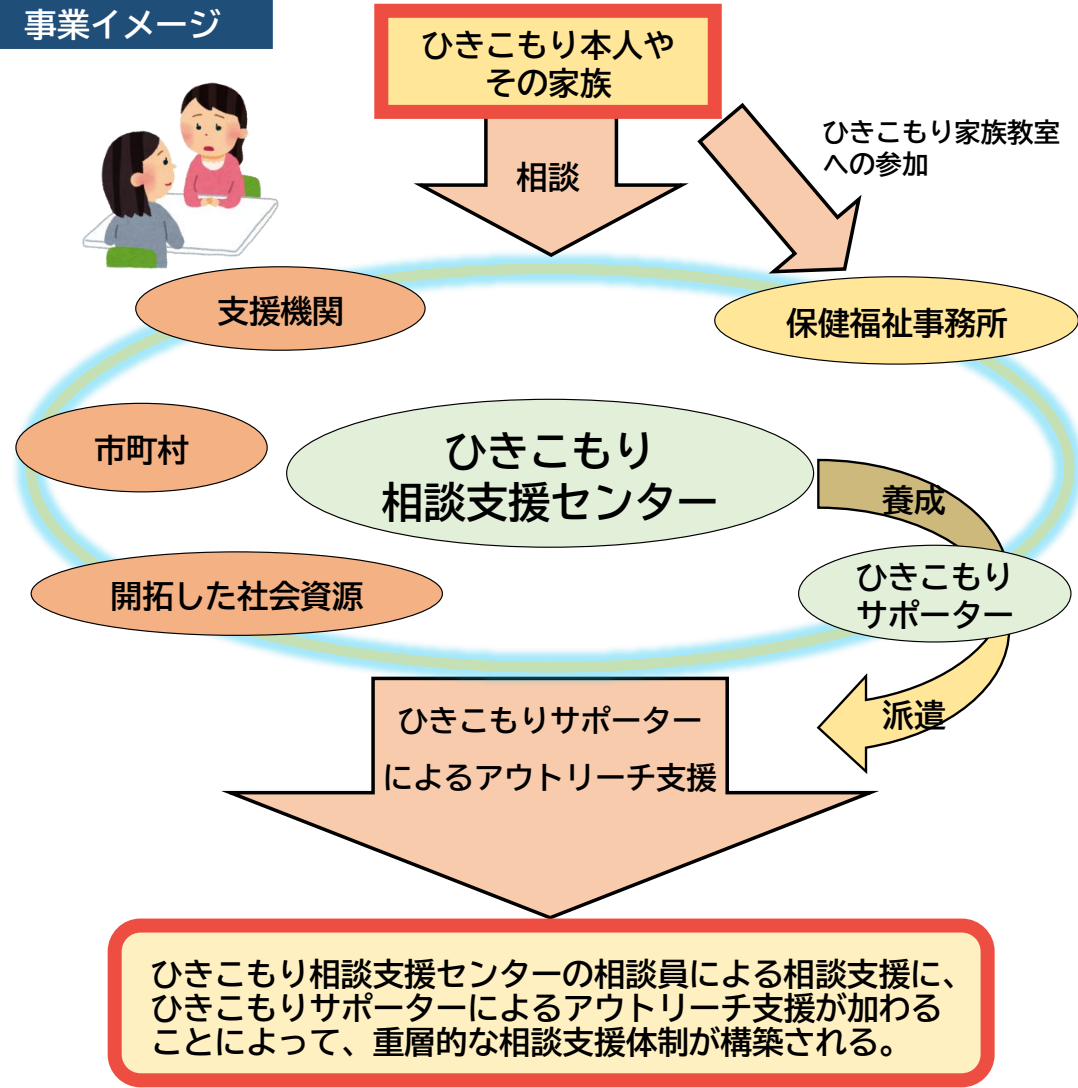 事業イメージ
ひきこもり本人や
その家族
相談
ひきこもり家族教室
への参加
支援機関
保健福祉事務所
市町村
ひきこもり
相談支援センター
養成
開拓した社会資源
ひきこもり
サポーター
派遣
ひきこもりサポーター
によるアウトリーチ支援
ひきこもり相談支援センターの相談員による相談支援に、
ひきこもりサポーターによるアウトリーチ支援が加わる
ことによって、重層的な相談支援体制が構築される。